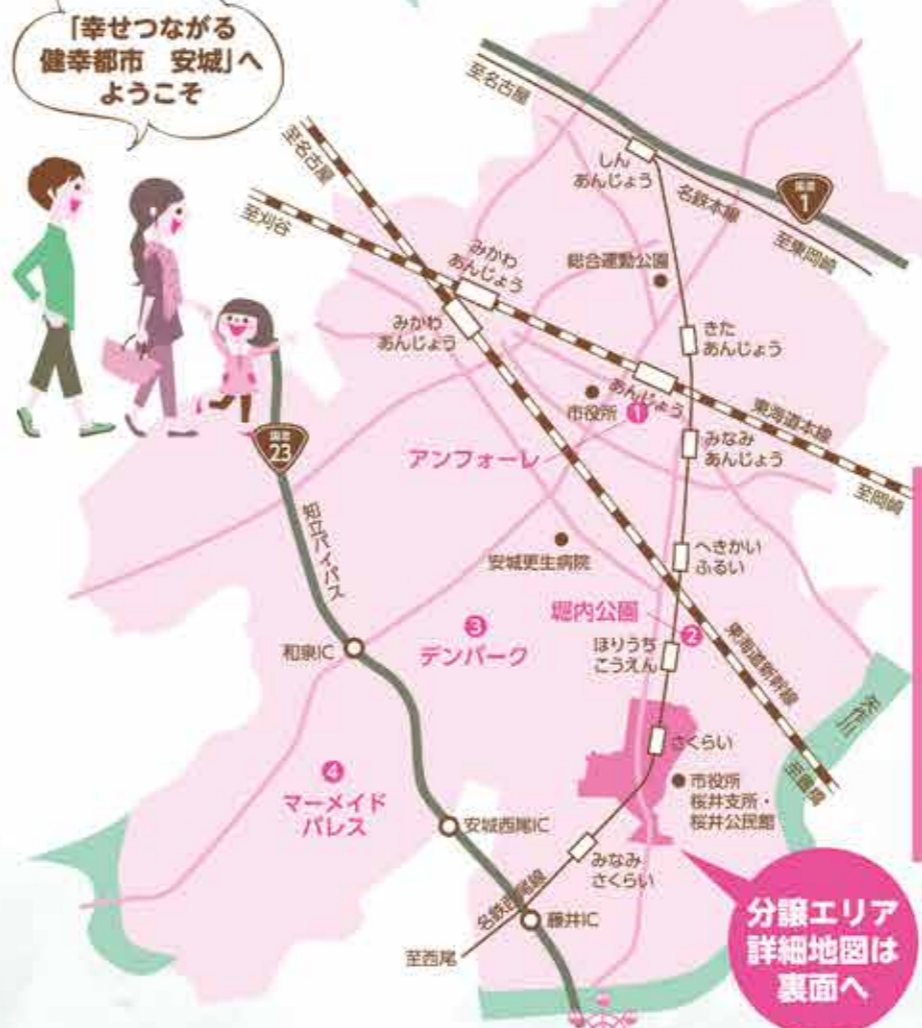 「幸せつながる
健幸都市 安城」へ
ようこそ
至名古屋
至名古屋
しん
あんじょう
名鉄本線
国道
1
至刈谷
至東岡崎
総合運動公園
みかわ
あんじょう
みかわ
あんじょう
きた
あんじょう
あんじょう
市役所
1
東海道本線
国道
23
アンフォーレ
みなみ
あんじょう
至岡崎
知立バイパス
安城更生病院
へきかい
ふるい
堀内公園
2
3
デンパーク
ほりうち
こうえん
和泉IC
東海道新幹線
矢作川
さくらい
至豊橋
4
マーメイド
パレス
市役所
桜井支所・
桜井公民館
安城西尾IC
みなみ
さくらい
名鉄西尾線
藤井IC
至西尾
分譲エリア
詳細地図は
裏面へ